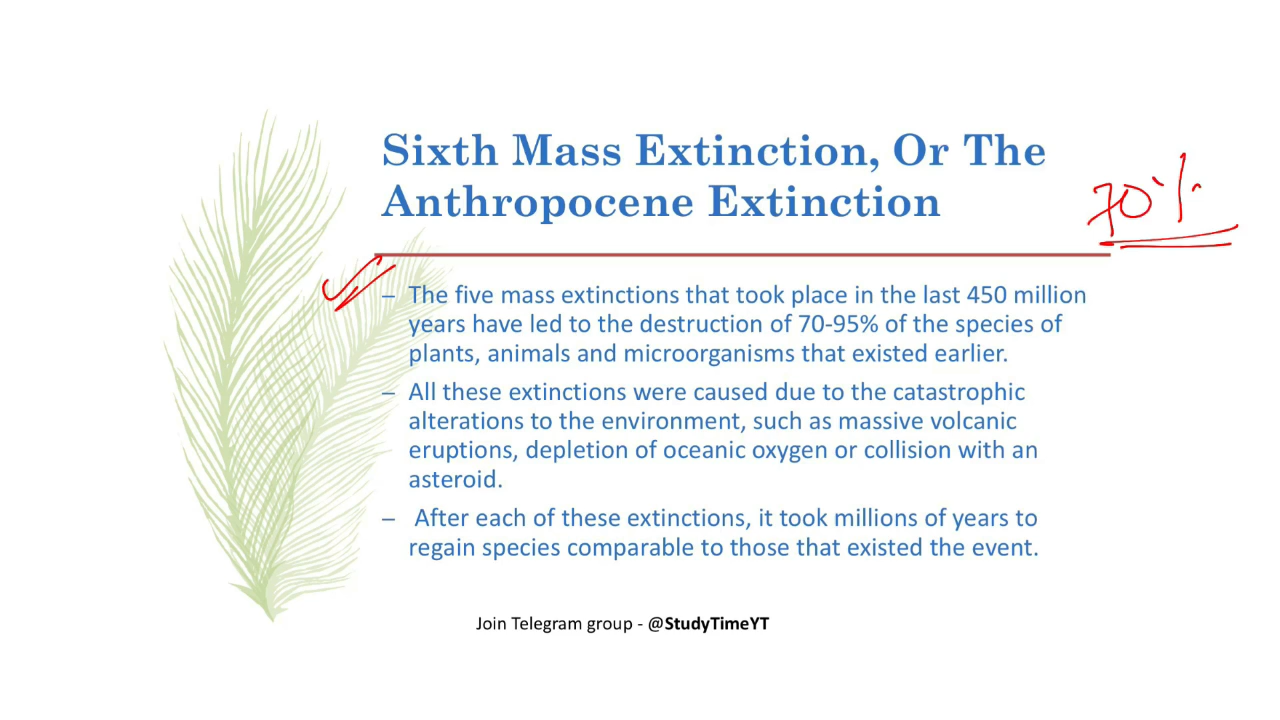 Sixth Mass Extinction, Or The
Anthropocene Extinction
70%
– The five mass extinctions that took place in the last 450 million
years have led to the destruction of 70-95% of the species of
plants, animals and microorganisms that existed earlier.
– All these extinctions were caused due to the catastrophic
alterations to the environment, such as massive volcanic
eruptions, depletion of oceanic oxygen or collision with an
asteroid.
– After each of these extinctions, it took millions of years to
regain species comparable to those that existed the event.
Join Telegram group - @StudyTimeYT